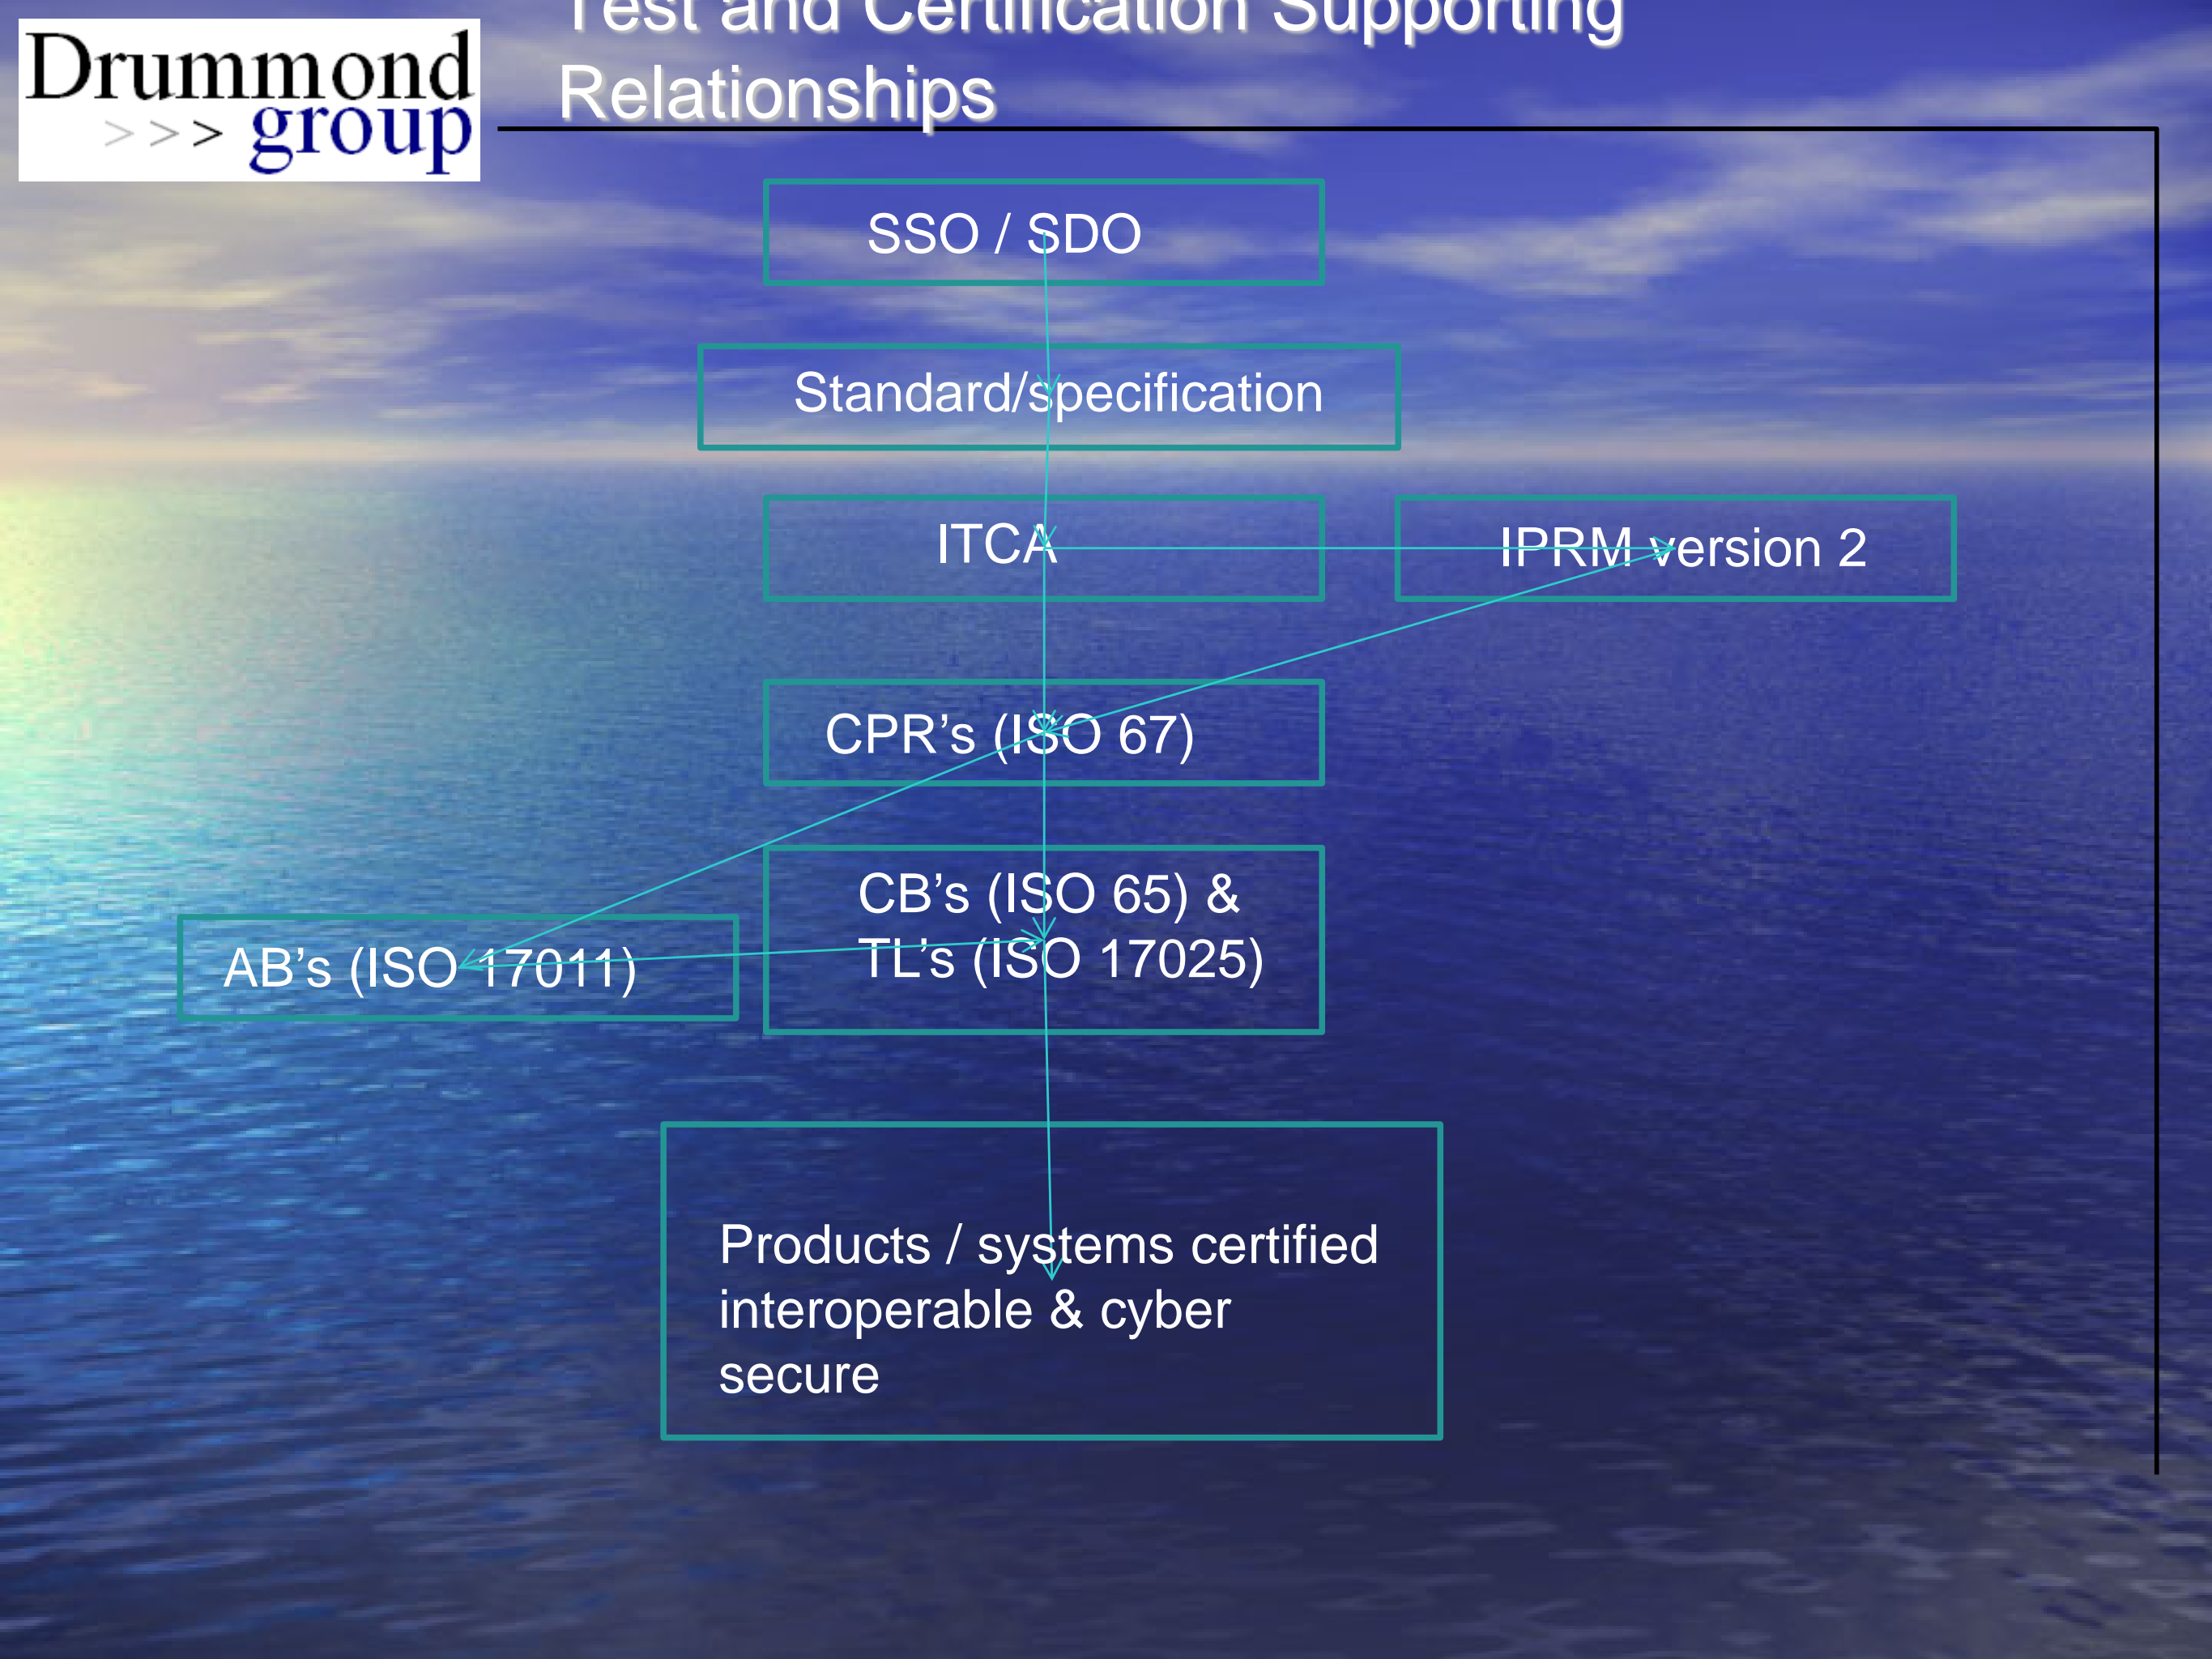 Drummond
>>> group
Test and Certification Supporting
Relationships
SSO / SDO
Standard/specification
ITCA
IPRM version 2
CPR’s (ISO 67)
CB’s (ISO 65) &
TL’s (ISO 17025)
AB’s (ISO 17011)
Products / systems certified
interoperable & cyber
secure